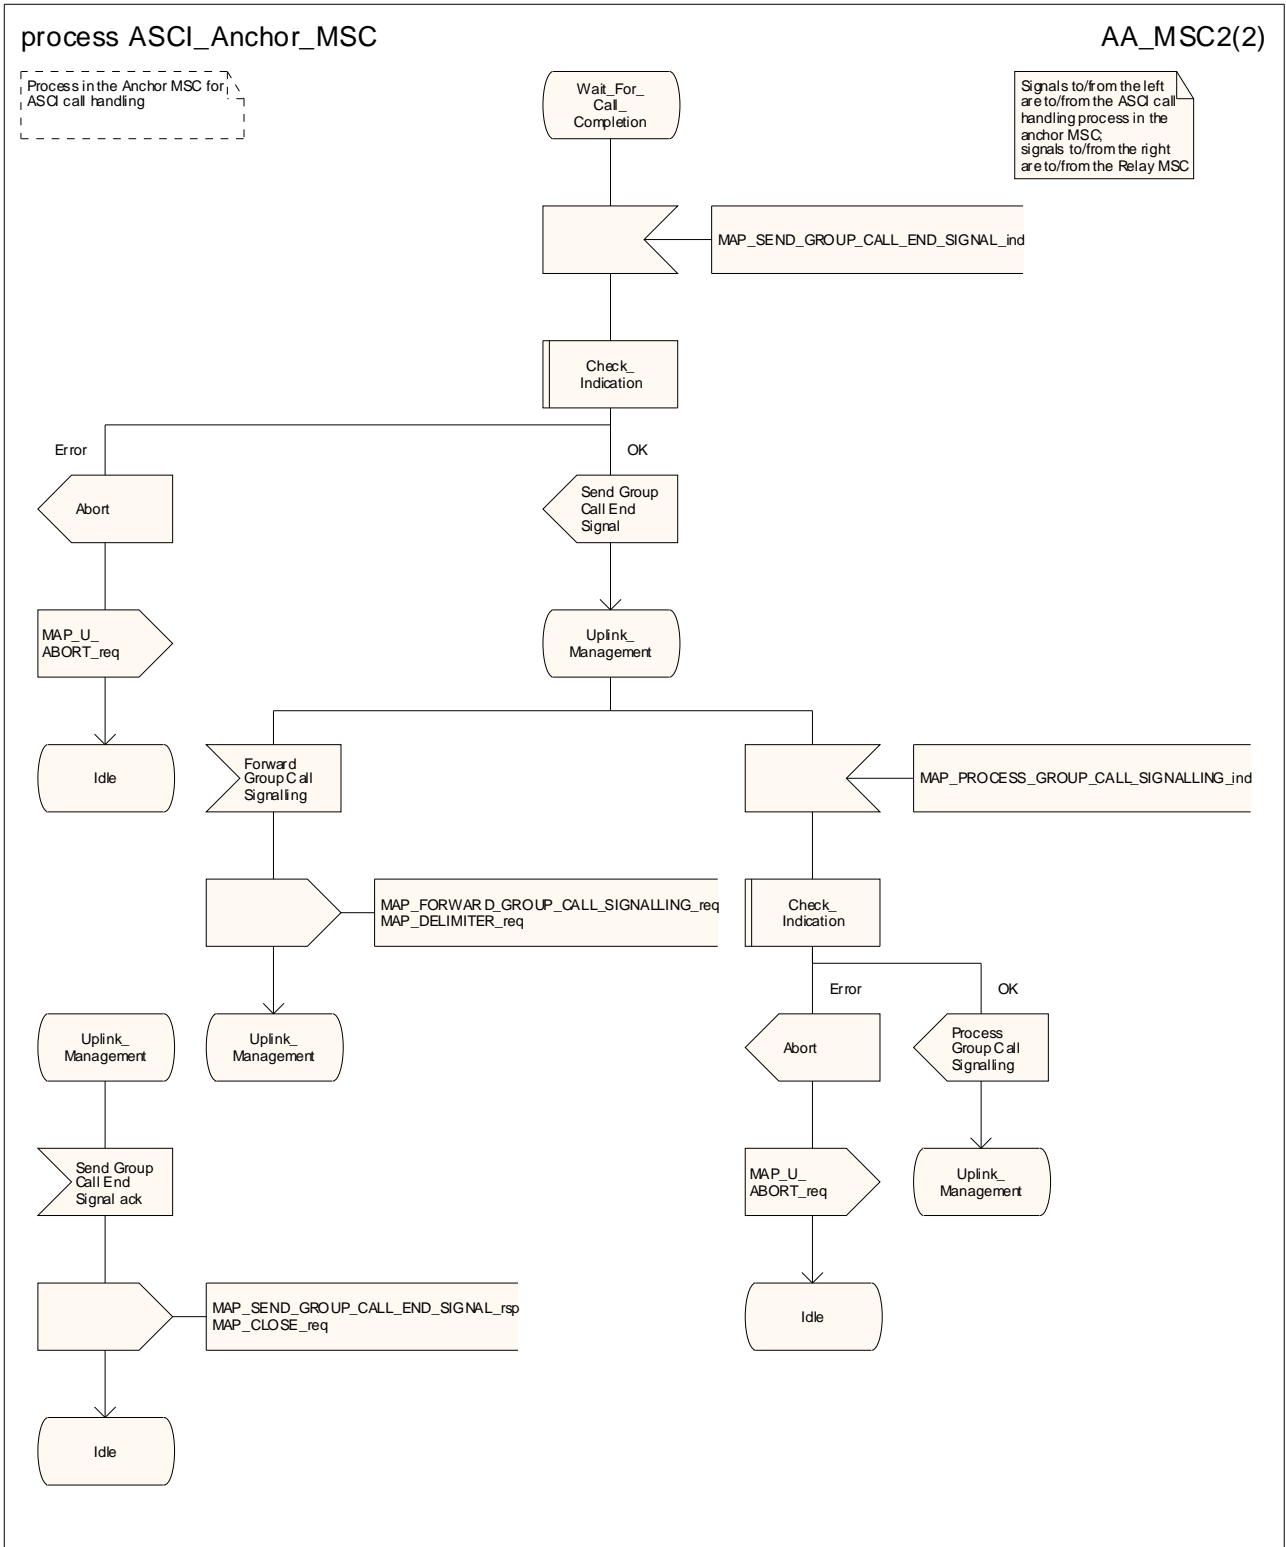 process ASCI_Anchor_MSC
AA_MSC2(2)
Process in the Anchor MSC for
ASCI call handling
Wait_For_
Call_
Completion
Signals to/from the left
are to/from the ASCI call
handling process in the
anchor MSC;
signals to/from the right
are to/from the Relay MSC
MAP_SEND_GROUP_CALL_END_SIGNAL_ind
Check_
Indication
Error
OK
Abort
Send Group
Call End
Signal
MAP_U_
ABORT_req
Uplink_
Management
Idle
Forward
Group Call
Signalling
MAP_PROCESS_GROUP_CALL_SIGNALLING_ind
MAP_FORWARD_GROUP_CALL_SIGNALLING_req
MAP_DELIMITER_req
Check_
Indication
Error
OK
Uplink_
Management
Uplink_
Management
Abort
Process
Group Call
Signalling
Send Group
Call End
Signal ack
MAP_U_
ABORT_req
Uplink_
Management
MAP_SEND_GROUP_CALL_END_SIGNAL_rsp
MAP_CLOSE_req
Idle
Idle